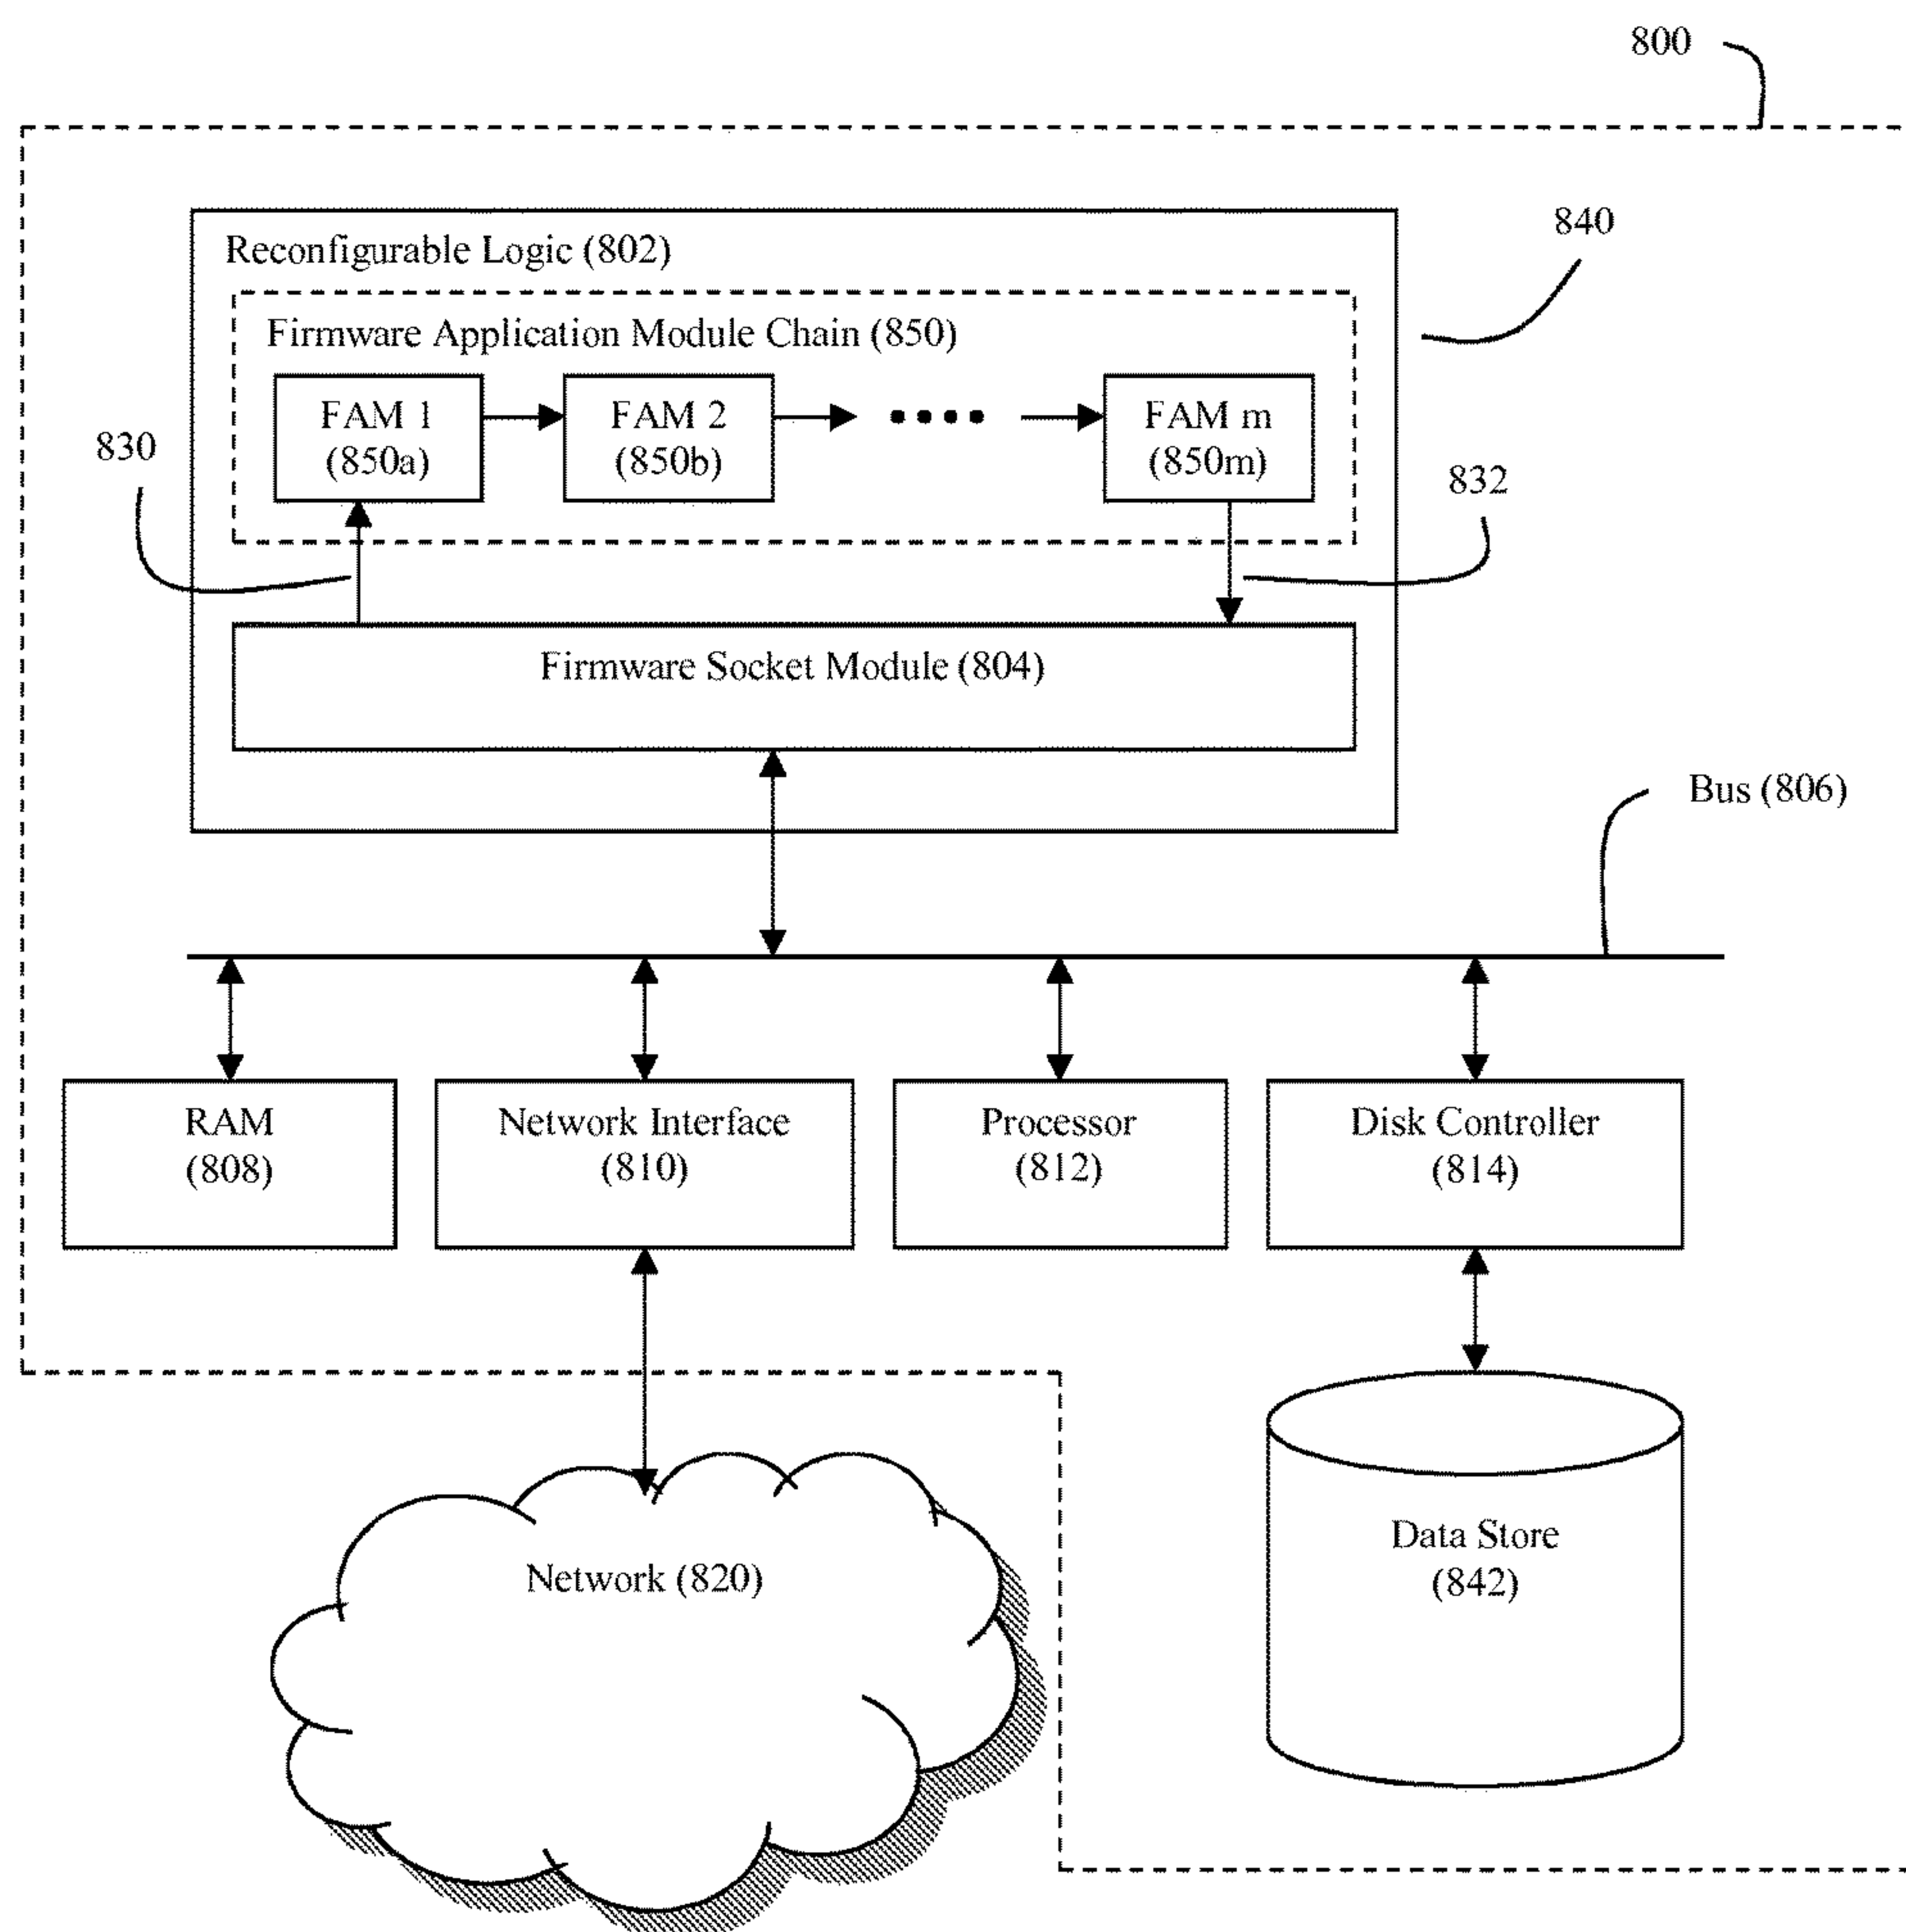 800
840
Reconfigurable Logic (802)
Firmware Application Module Chain (850)
FAM 1
(850a)
FAM 2
(850b)
FAM m
(850m)
830
832
Firmware Socket Module (804)
Bus (806)
RAM
(808)
Network Interface
(810)
Processor
(812)
Disk Controller
(814)
Network (820)
Data Store
(842)